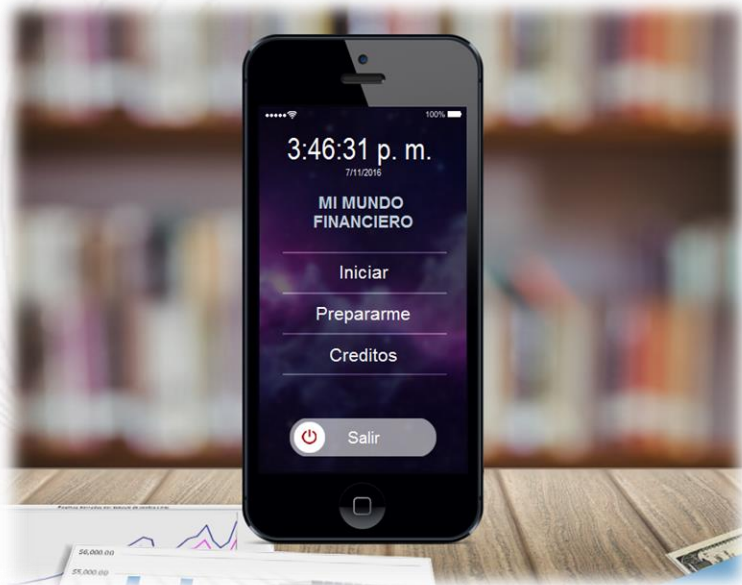 100%
3:46:31 p. m.
7/11/2016
MI MUNDO
FINANCIERO
Iniciar
Prepararme
Creditos
Salir
56,000.00
55,000.00